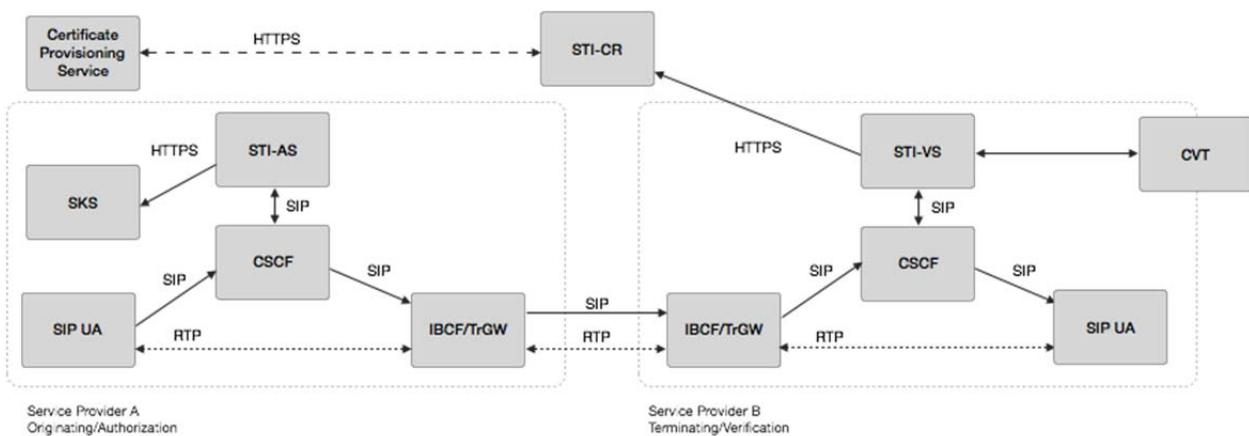 Certificate
Provisioning
Service
HTTPS
STI-CR
STI-AS
HTTPS
SKS
SIP
CSCF
SIP
SIP
SIP UA
RTP
IBCF/TrGW
SIP
RTP
HTTPS
STI-VS
CVT
SIP
CSCF
SIP
SIP
IBCF/TrGW
RTP
SIP UA
Service Provider A
Originating/Authorization
Service Provider B
Terminating/Verification